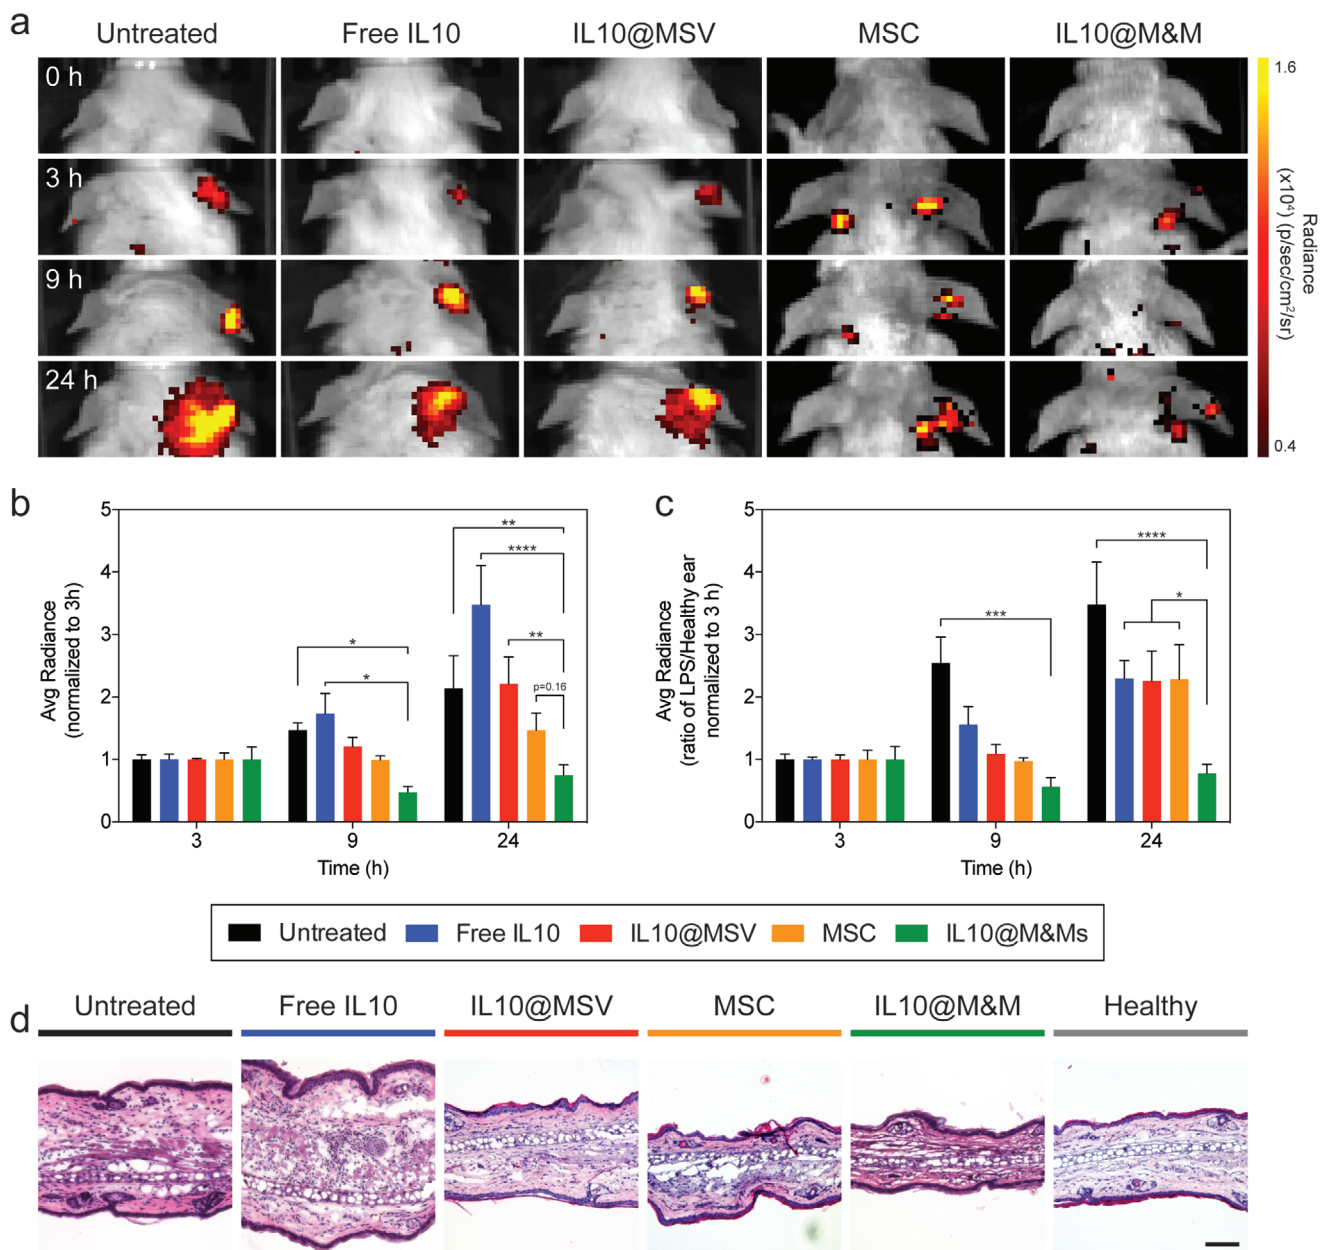 a
Untreated Free IL10 IL10@MSV MSC IL10@M&M
0 h
3 h
9 h
24 h
1.6
Radiance
(x10⁴) (p/sec/cm²/sr)
0.4
b
Avg Radiance
(normalized to 3h)
5
4
3
2
1
0
* *
** **** ** p=0.16
3 9 24
Time (h)
c
Avg Radiance
(ratio of LPS/Healthy ear
normalized to 3 h)
5
4
3
2
1
0
***
**** *
3 9 24
Time (h)
Untreated Free IL10 IL10@MSV MSC IL10@M&Ms
d
Untreated Free IL10 IL10@MSV MSC IL10@M&M Healthy